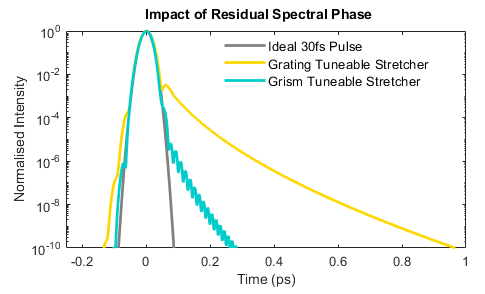 Impact of Residual Spectral Phase
Ideal 30fs Pulse
Grating Tuneable Stretcher
Grism Tuneable Stretcher
Normalised Intensity
10^0
10^-2
10^-4
10^-6
10^-8
10^-10
-0.2 0 0.2 0.4 0.6 0.8 1
Time (ps)